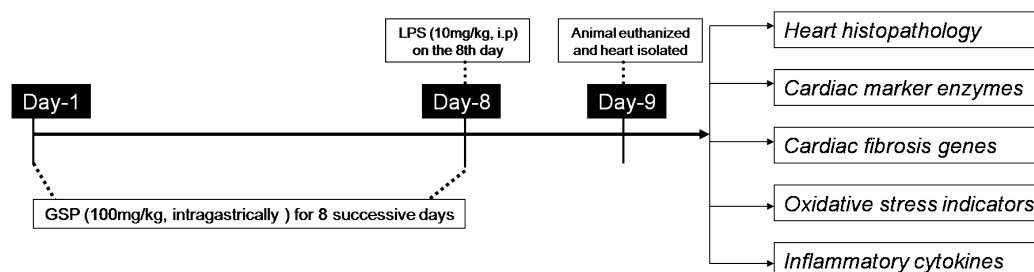 LPS (10mg/kg, i.p)
on the 8th day
Animal euthanized
and heart isolated
Day-1
Day-8
Day-9
GSP (100mg/kg, intragastrically ) for 8 successive days
Heart histopathology
Cardiac marker enzymes
Cardiac fibrosis genes
Oxidative stress indicators
Inflammatory cytokines